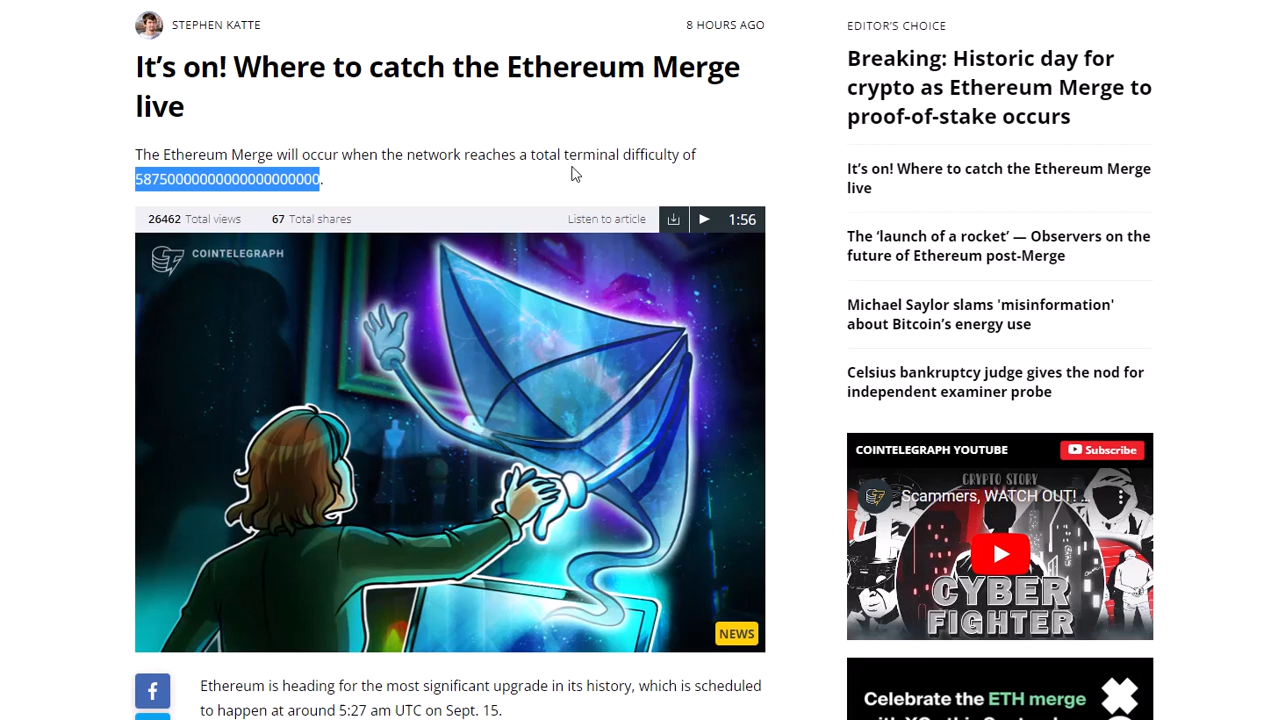 STEPHEN KATTE
8 HOURS AGO
It’s on! Where to catch the Ethereum Merge
live
The Ethereum Merge will occur when the network reaches a total terminal difficulty of
58750000000000000000000.
26462 Total views
67 Total shares
Listen to article
1:56
COINTELEGRAPH
NEWS
Ethereum is heading for the most significant upgrade in its history, which is scheduled
to happen at around 5:27 am UTC on Sept. 15.
EDITOR’S CHOICE
Breaking: Historic day for
crypto as Ethereum Merge to
proof-of-stake occurs
It’s on! Where to catch the Ethereum Merge
live
The ‘launch of a rocket’ — Observers on the
future of Ethereum post-Merge
Michael Saylor slams 'misinformation'
about Bitcoin’s energy use
Celsius bankruptcy judge gives the nod for
independent examiner probe
COINTELEGRAPH YOUTUBE
Subscribe
CRYPTO STORY
Scammers, WATCH OUT! ...
CYBER
FIGHTER
Celebrate the ETH merge